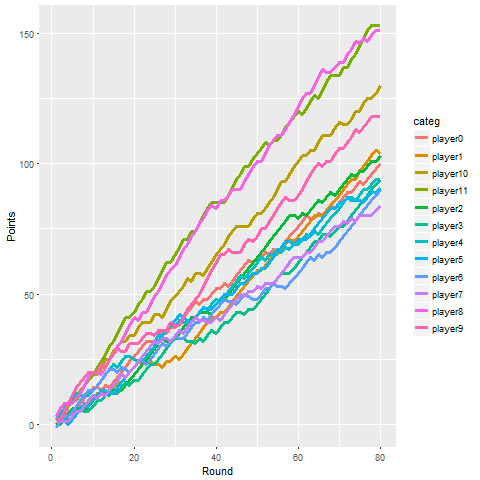 150
100
50
0
Points
0
20
40
60
80
Round
categ
player0
player1
player10
player11
player2
player3
player4
player5
player6
player7
player8
player9